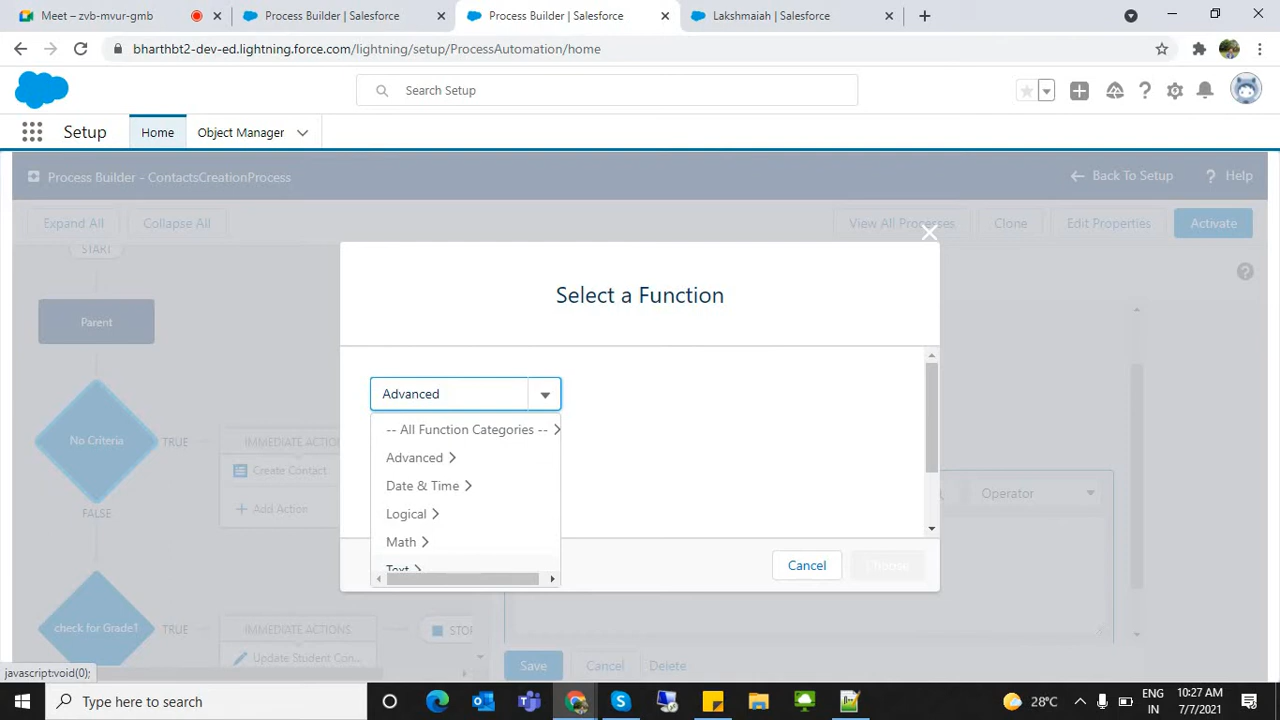 Meet – zvb-mvur-gmb
Process Builder | Salesforce
Process Builder | Salesforce
Lakshmaiah | Salesforce
bharthbt2-dev-ed.lightning.force.com/lightning/setup/ProcessAutomation/home
Search Setup
Setup
Home
Object Manager
Process Builder - ContactsCreationProcess
Back To Setup
Help
Expand All
Collapse All
View All Processes
Clone
Edit Properties
Activate
START
Select a Function
Parent
Advanced
-- All Function Categories --
No Criteria
TRUE
IMMEDIATE ACTIO
Advanced
Create Contact
Date & Time
Operator
Add Action
FALSE
Logical
Math
Text
Cancel
Choose
check for Grade1
TRUE
IMMEDIATE ACTIONS
STOP
Update Student Con...
Save
Cancel
Delete
javascript:void(0);
Type here to search
28°C
ENG
IN
10:27 AM
7/7/2021